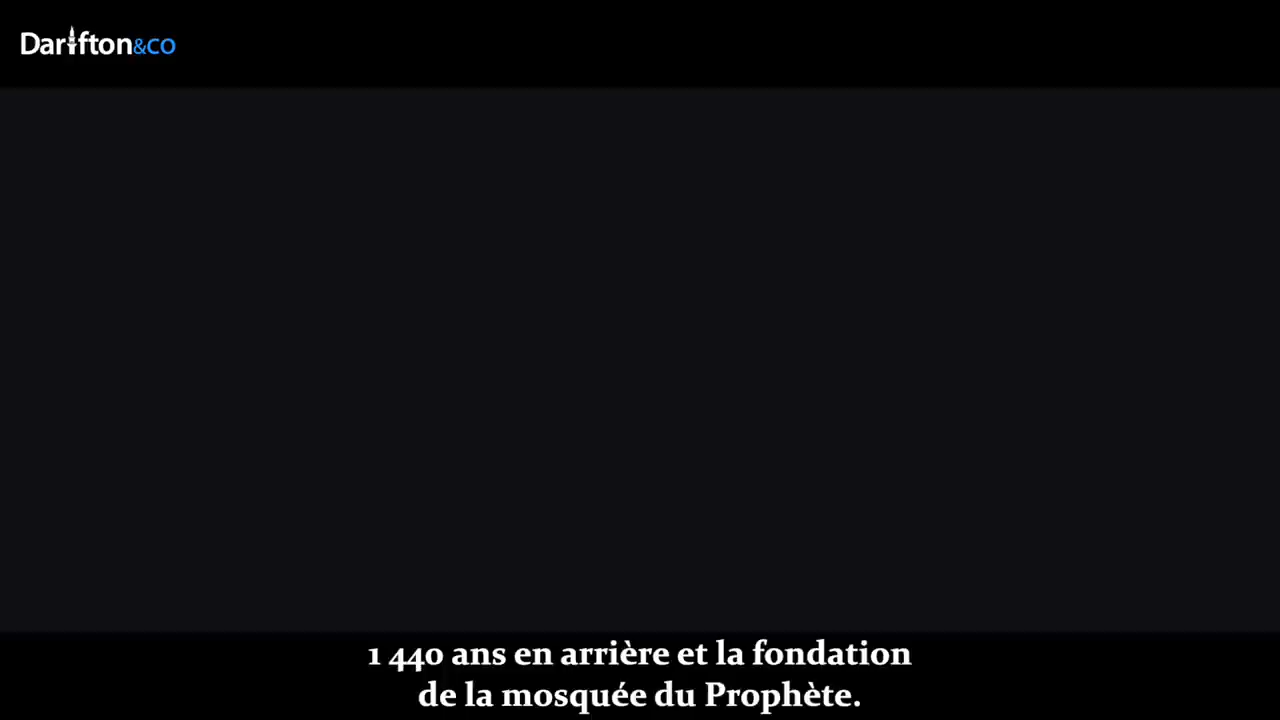 Darifton&co
1 440 ans en arrière et la fondation
de la mosquée du Prophète.